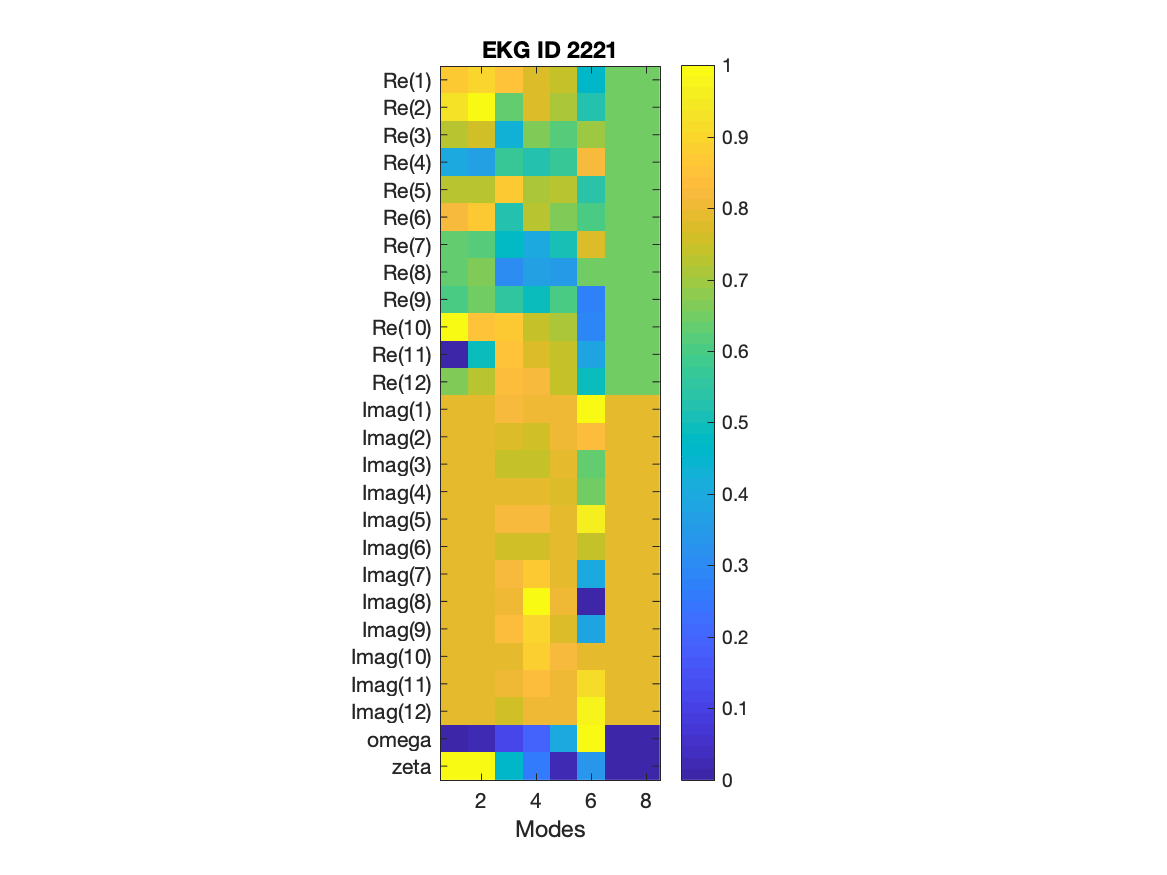 EKG ID 2221
Re(1)
Re(2)
Re(3)
Re(4)
Re(5)
Re(6)
Re(7)
Re(8)
Re(9)
Re(10)
Re(11)
Re(12)
Imag(1)
Imag(2)
Imag(3)
Imag(4)
Imag(5)
Imag(6)
Imag(7)
Imag(8)
Imag(9)
Imag(10)
Imag(11)
Imag(12)
omega
zeta
2 4 6 8
Modes
1
0.9
0.8
0.7
0.6
0.5
0.4
0.3
0.2
0.1
0